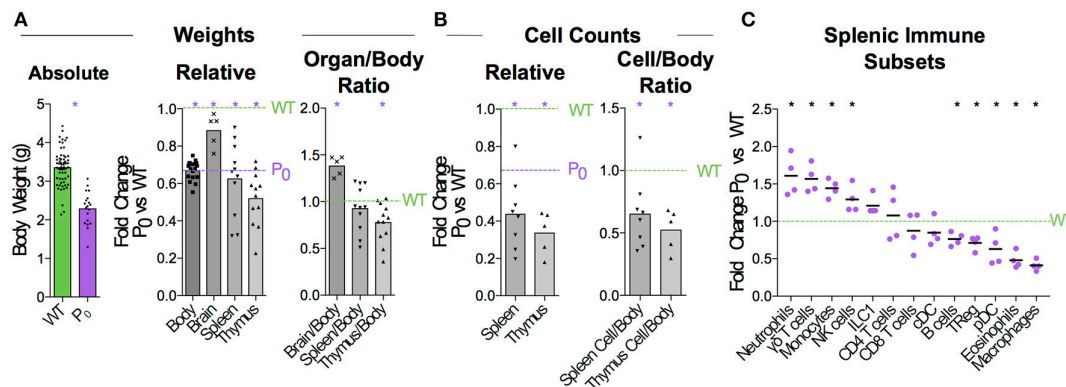 A
Weights
Absolute
Relative
Organ/Body
Ratio
Body Weight (g)
5
4
3
2
1
0
*
WT
P0
Fold Change
P0 vs WT
1.0
0.8
0.6
0.4
0.2
0.0
* * * *
WT
P0
Body
Brain
Spleen
Thymus
2.0
1.5
1.0
0.5
0.0
* *
WT
Brain/Body
Spleen/Body
Thymus/Body
B
Cell Counts
Relative
Cell/Body
Ratio
Fold Change
P0 vs WT
1.0
0.8
0.6
0.4
0.2
0.0
* *
WT
P0
Spleen
Thymus
1.5
1.0
0.5
0.0
* *
WT
Spleen Cell/Body
Thymus Cell/Body
C
Splenic Immune
Subsets
Fold Change P0 vs WT
2.5
2.0
1.5
1.0
0.5
0.0
* * * * * * * * *
W
Neutrophils
γδ T cells
Monocytes
NK cells
ILC1
CD4 T cells
CD8 T cells
cDC
B cells
TReg
pDC
Eosinophils
Macrophages